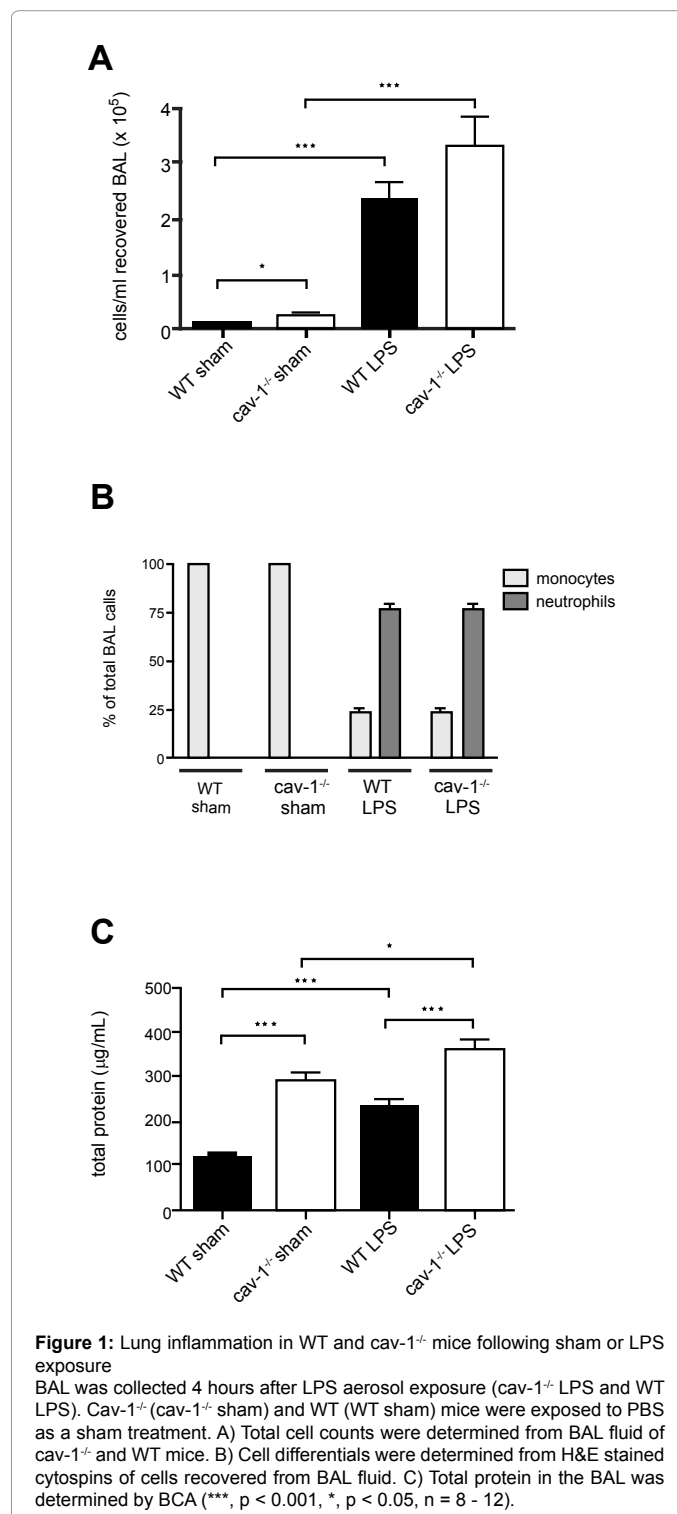 A
cells/ml recovered BAL (x 10⁵)
4
3
2
1
0
***
***
*
WT sham
cav-1⁻/⁻ sham
WT LPS
cav-1⁻/⁻ LPS
B
% of total BAL calls
100
75
50
25
0
monocytes
neutrophils
WT
sham
cav-1⁻/⁻
sham
WT
LPS
cav-1⁻/⁻
LPS
C
total protein (µg/mL)
500
400
300
200
100
0
*
***
***
***
WT sham
cav-1⁻/⁻ sham
WT LPS
cav-1⁻/⁻ LPS
Figure 1: Lung inflammation in WT and cav-1⁻/⁻ mice following sham or LPS
exposure
BAL was collected 4 hours after LPS aerosol exposure (cav-1⁻/⁻ LPS and WT
LPS). Cav-1⁻/⁻ (cav-1⁻/⁻ sham) and WT (WT sham) mice were exposed to PBS
as a sham treatment. A) Total cell counts were determined from BAL fluid of
cav-1⁻/⁻ and WT mice. B) Cell differentials were determined from H&E stained
cytospins of cells recovered from BAL fluid. C) Total protein in the BAL was
determined by BCA (***, p < 0.001, *, p < 0.05, n = 8 - 12).